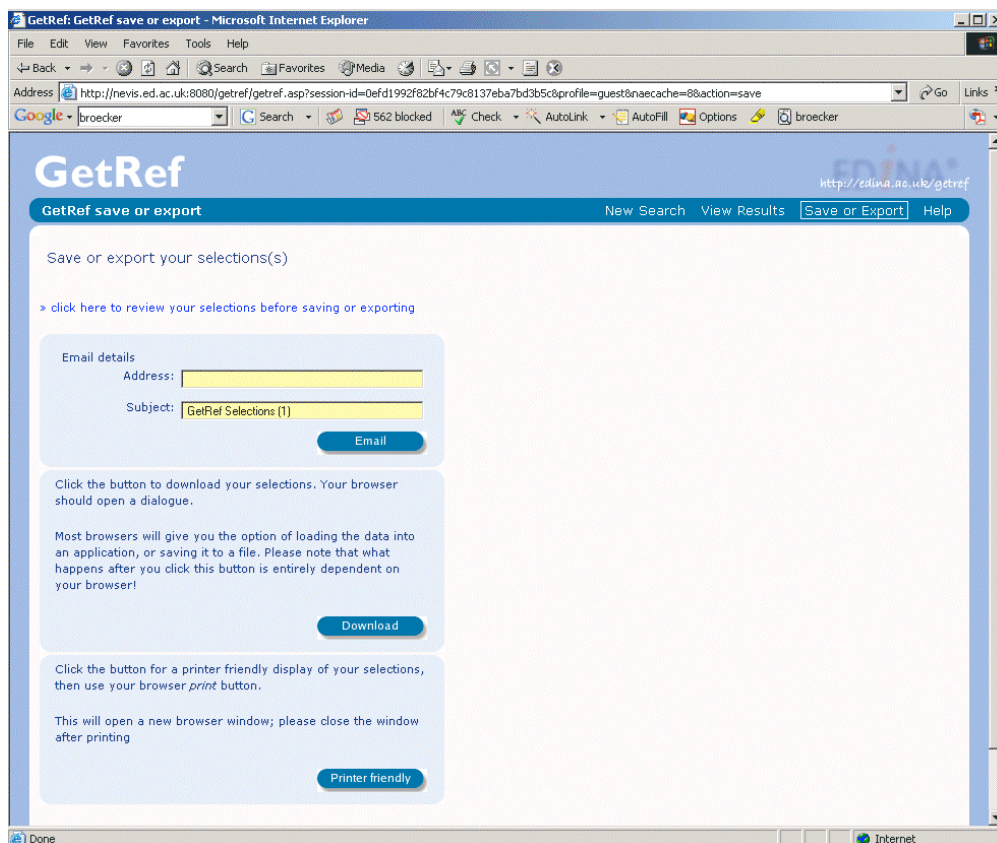 GetRef: GetRef save or export - Microsoft Internet Explorer
File Edit View Favorites Tools Help
Back Search Favorites Media
Address http://nevis.ed.ac.uk:8080/getref/getref.asp?session-id=0efd1992f82bf4c79c8137eba7bd3b5c&profile=guest&naecache=8&action=save Go Links
Google broecker Search 562 blocked ABC Check AutoLink AutoFill Options broecker
GetRef
EDINA
http://edina.ac.uk/getref
GetRef save or export New Search View Results Save or Export Help
Save or export your selections(s)
» click here to review your selections before saving or exporting
Email details
Address:
Subject: GetRef Selections (1)
Email
Click the button to download your selections. Your browser
should open a dialogue.
Most browsers will give you the option of loading the data into
an application, or saving it to a file. Please note that what
happens after you click this button is entirely dependent on
your browser!
Download
Click the button for a printer friendly display of your selections,
then use your browser print button.
This will open a new browser window; please close the window
after printing
Printer friendly
Done Internet